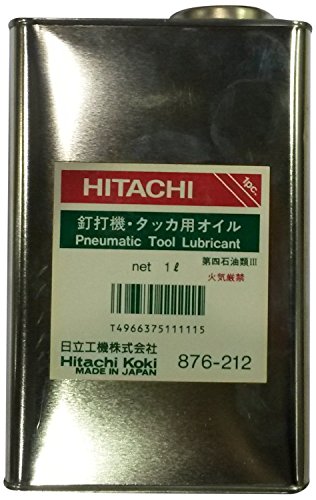 HITACHI
1pc.
釘打機・タッカ用オイル
Pneumatic Tool Lubricant
net 1ℓ
第四石油類III
火気厳禁
T4966375111115
日立工機株式会社
Hitachi Koki
MADE IN JAPAN
876-212